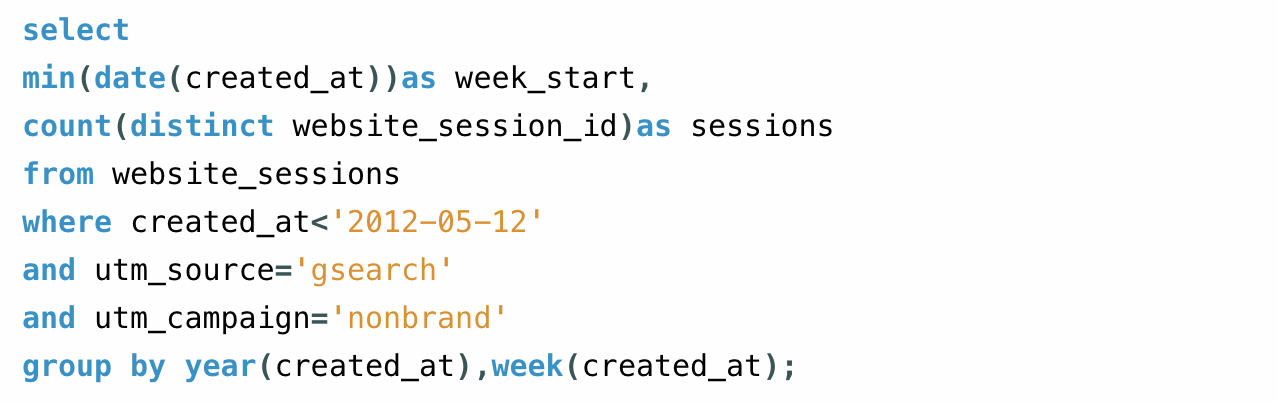 select
min(date(created_at))as week_start,
count(distinct website_session_id)as sessions
from website_sessions
where created_at<'2012-05-12'
and utm_source='gsearch'
and utm_campaign='nonbrand'
group by year(created_at),week(created_at);